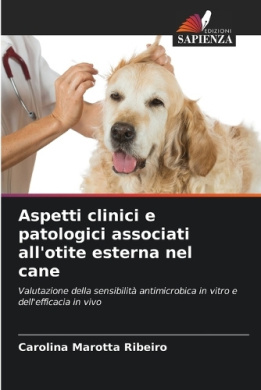 EDIZIONI
SAPIENZA
Aspetti clinici e
patologici associati
all'otite esterna nel
cane
Valutazione della sensibilità antimicrobica in vitro e
dell'efficacia in vivo
Carolina Marotta Ribeiro